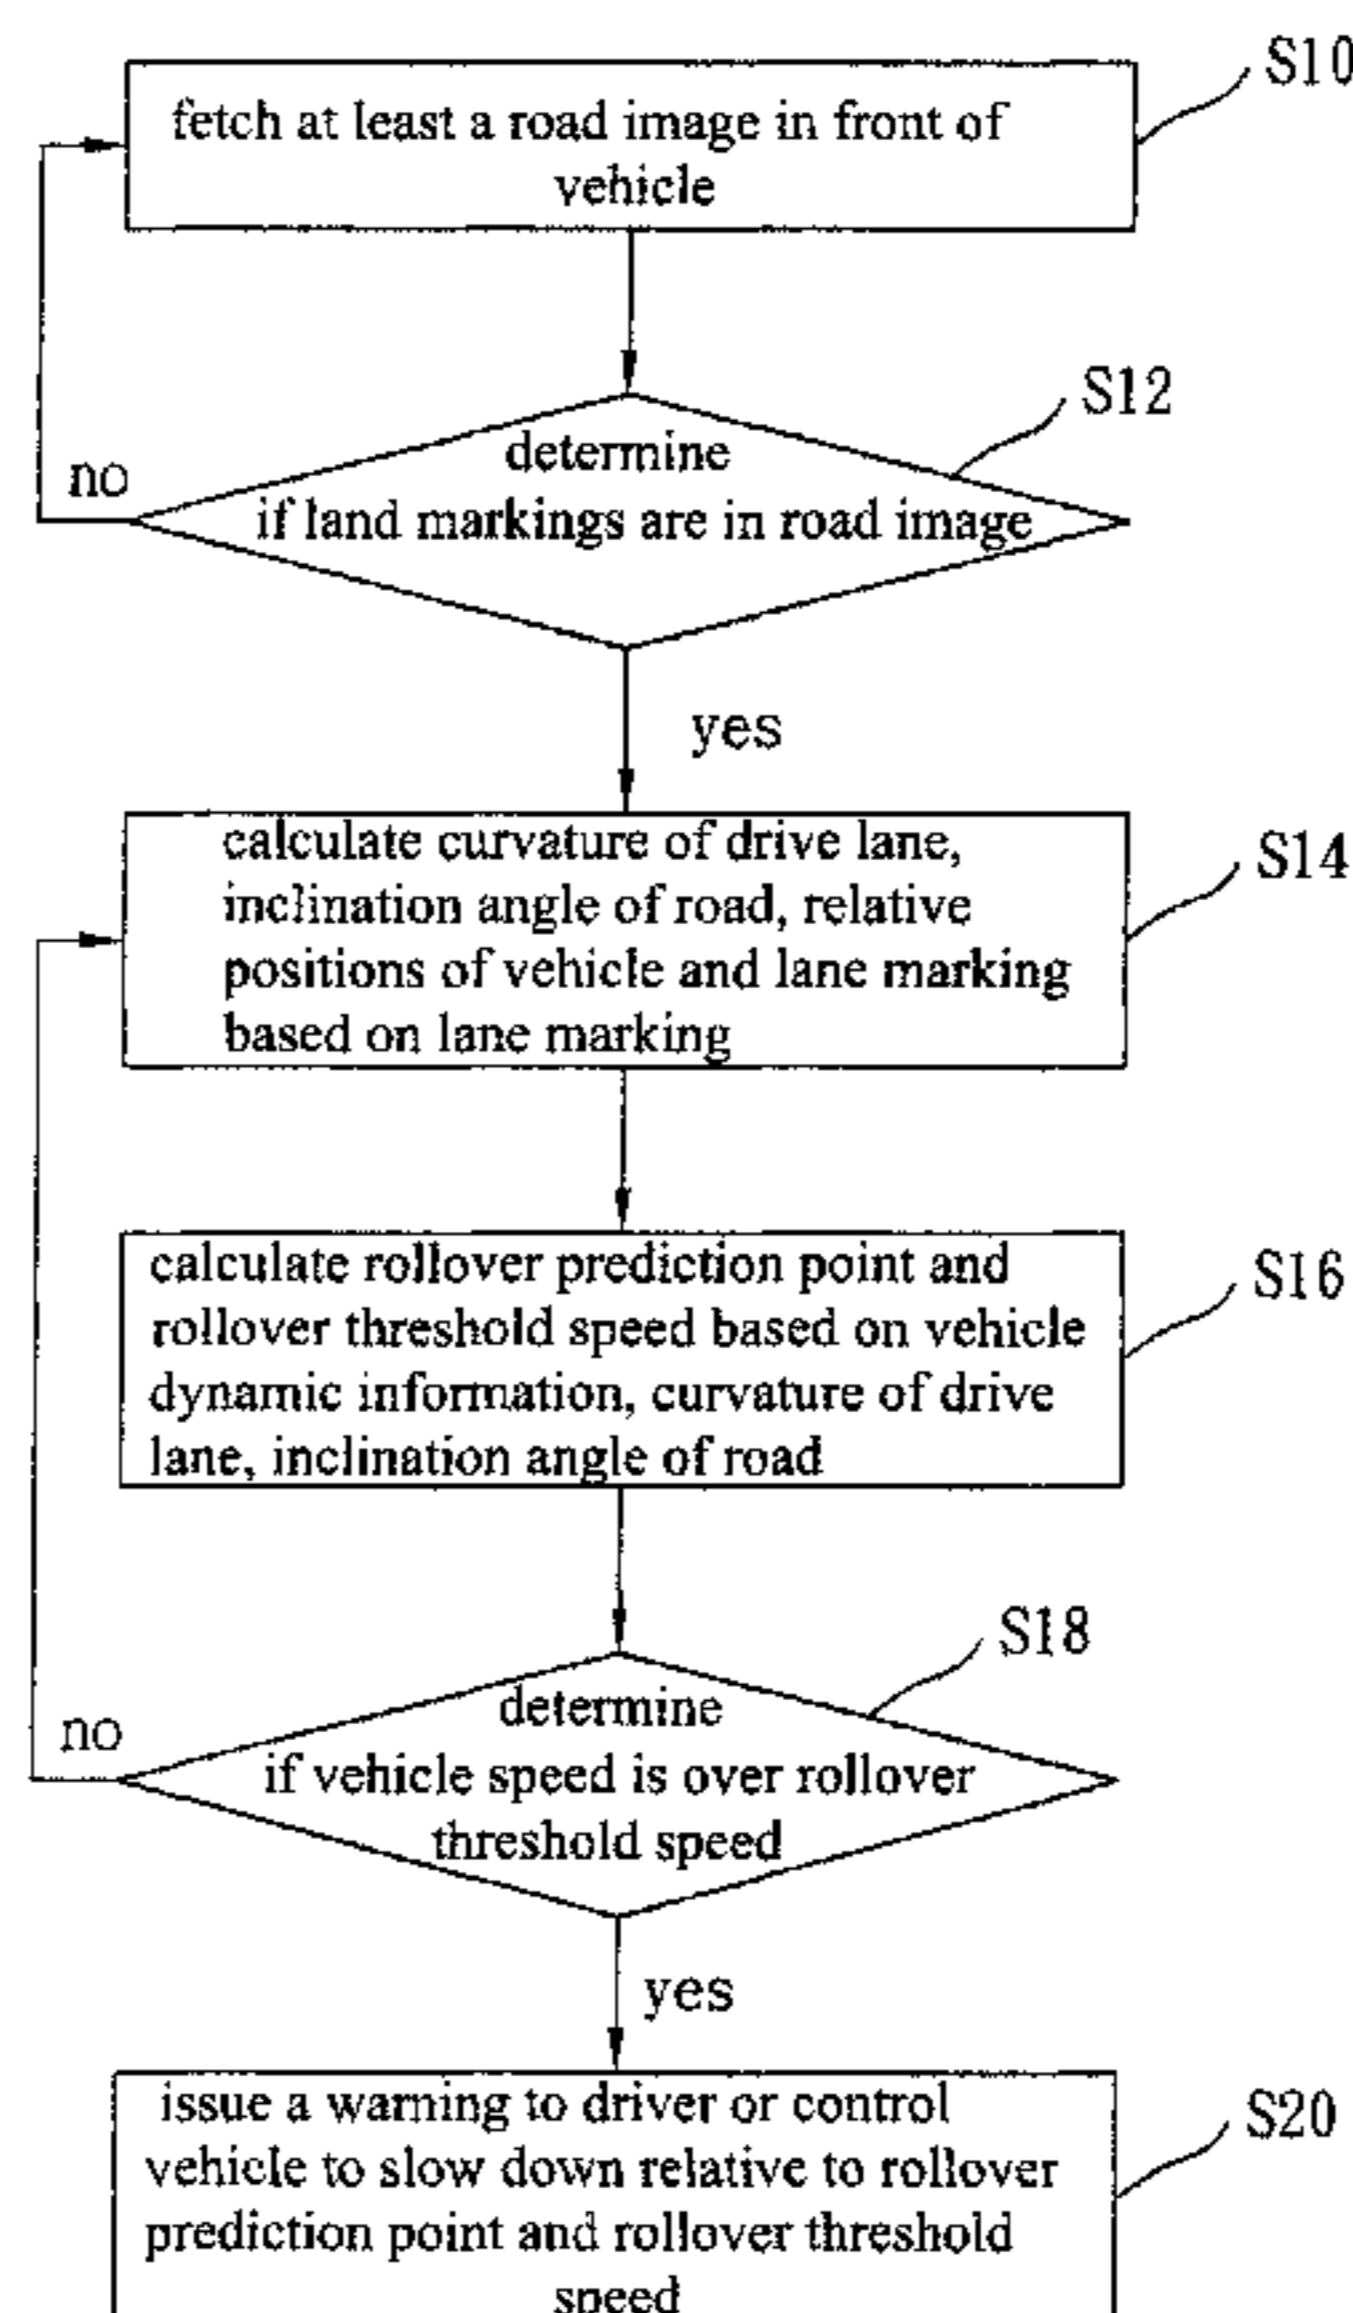 S10
fetch at least a road image in front of
vehicle
S12
determine
if land markings are in road image
no
yes
S14
calculate curvature of drive lane,
inclination angle of road, relative
positions of vehicle and lane marking
based on lane marking
S16
calculate rollover prediction point and
rollover threshold speed based on vehicle
dynamic information, curvature of drive
lane, inclination angle of road
S18
determine
if vehicle speed is over rollover
threshold speed
no
yes
S20
issue a warning to driver or control
vehicle to slow down relative to rollover
prediction point and rollover threshold
speed